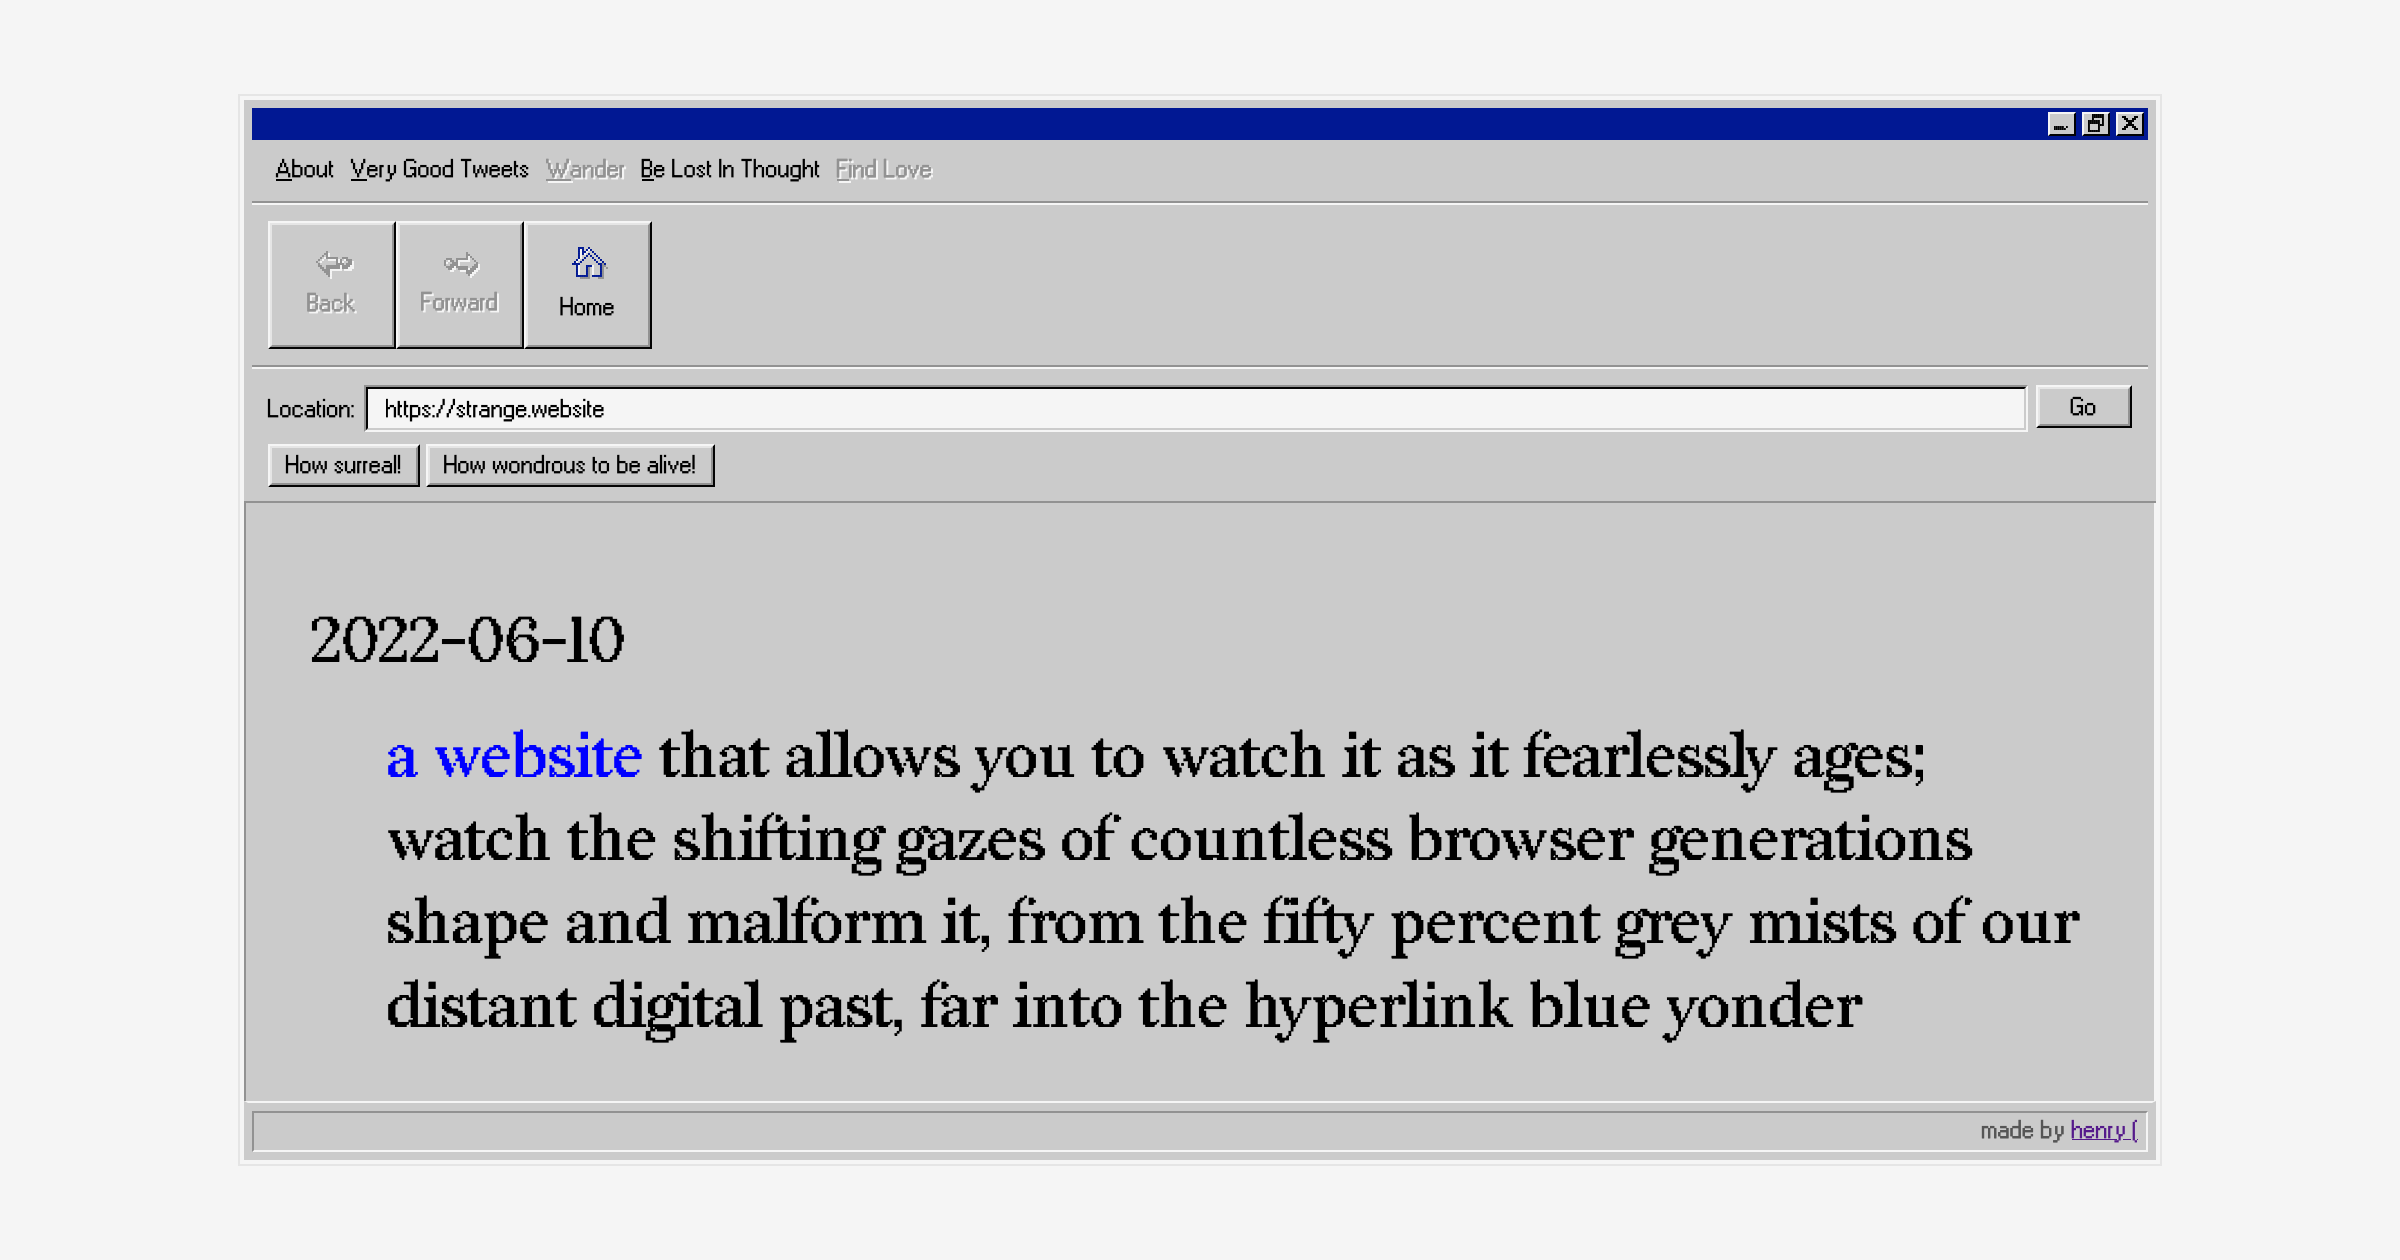 About Very Good Tweets Wander Be Lost In Thought Find Love
Back Forward Home
Location: https://strange.website Go
How surreal! How wondrous to be alive!
2022-06-10
a website that allows you to watch it as it fearlessly ages;
watch the shifting gazes of countless browser generations
shape and malform it, from the fifty percent grey mists of our
distant digital past, far into the hyperlink blue yonder
made by henry (